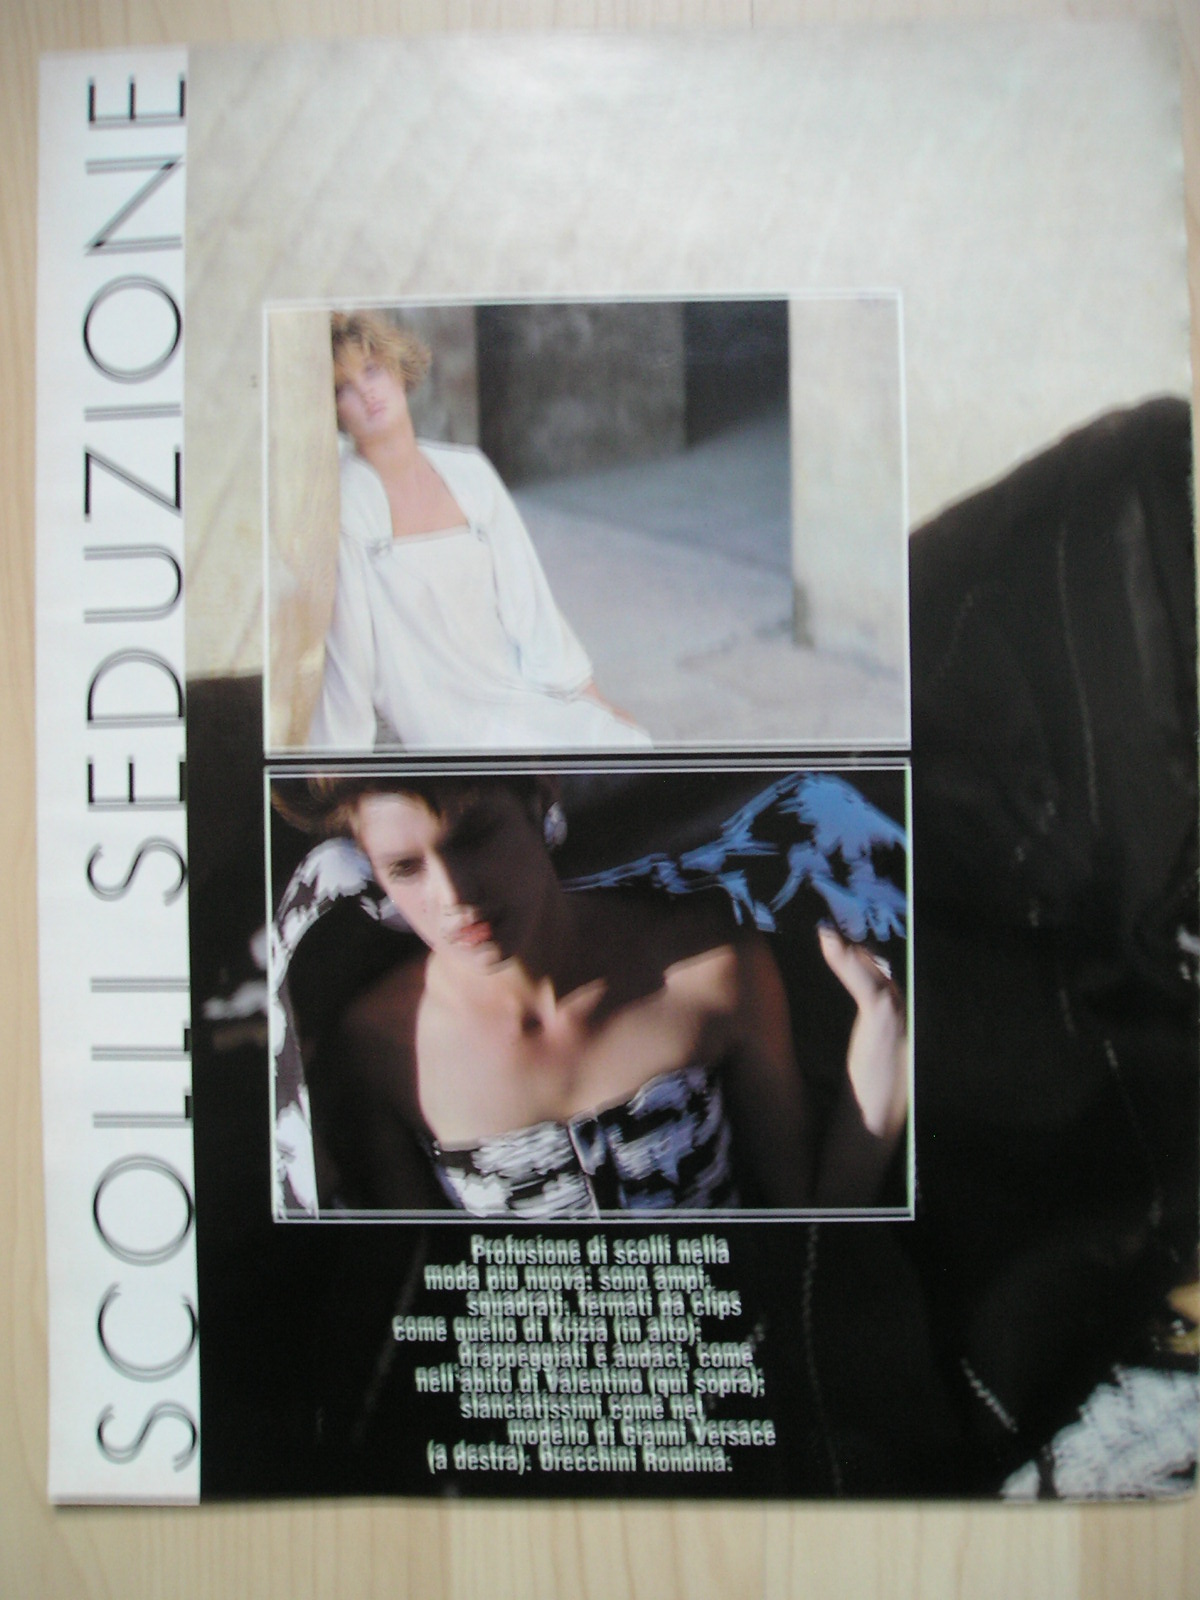 SCOLLI SEDUZIONE
Profusione di scolli nella
moda più nuova: sono ampi,
squadrati, fermati da clips
come quello di Krizia (in alto);
drappeggiati e audaci, come
nell'abito di Valentino (qui sopra);
slanciatissimi come nel
modello di Gianni Versace
(a destra). Orecchini Rondina.